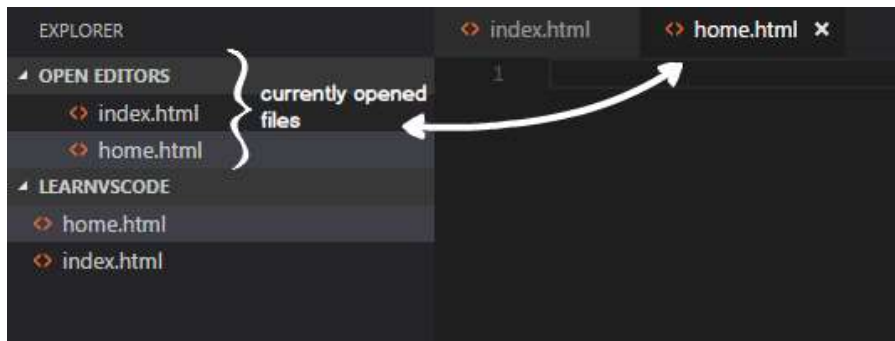 EXPLORER
OPEN EDITORS
<> index.html
<> home.html
LEARNVSCODE
<> home.html
<> index.html
currently opened
files
<> index.html
<> home.html ×
1